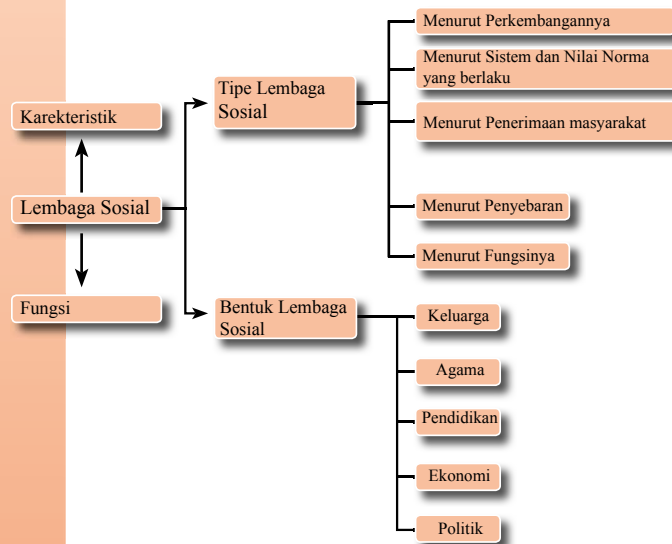 Karekteristik
Lembaga Sosial
Fungsi
Tipe Lembaga
Sosial
Menurut Perkembangannya
Menurut Sistem dan Nilai Norma
yang berlaku
Menurut Penerimaan masyarakat
Menurut Penyebaran
Menurut Fungsinya
Bentuk Lembaga
Sosial
Keluarga
Agama
Pendidikan
Ekonomi
Politik